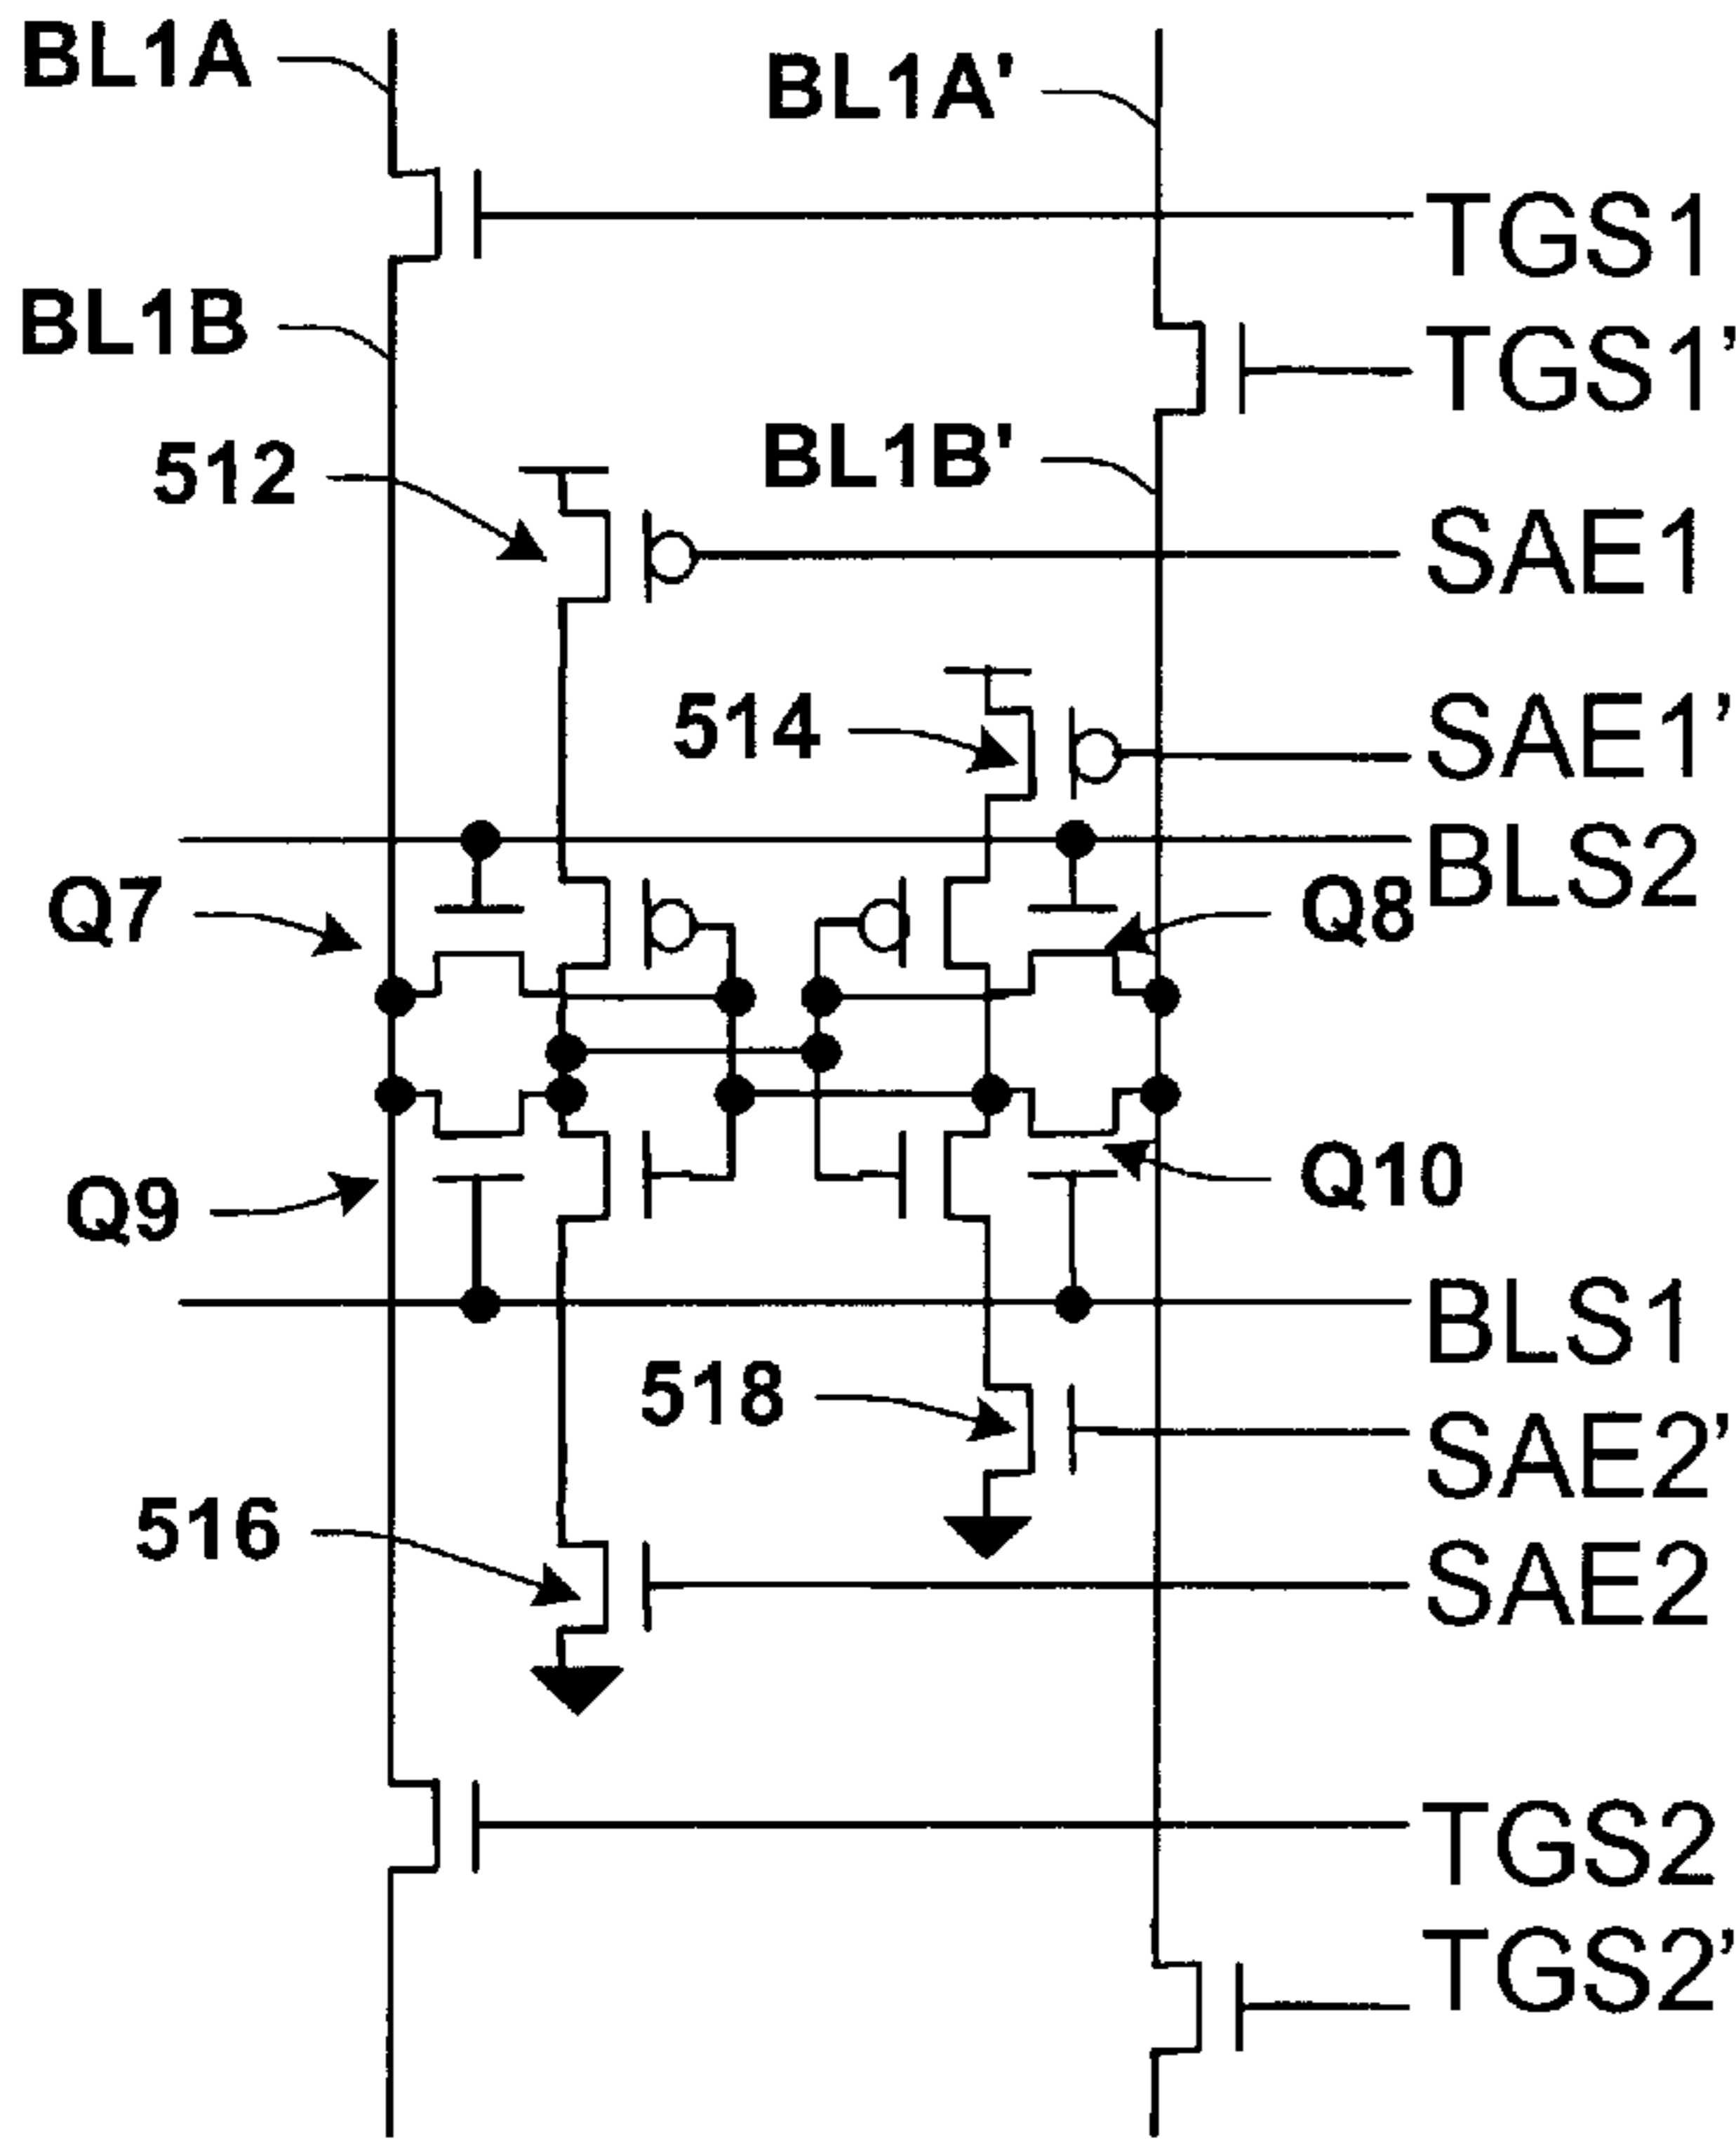 BL1A
BL1A'
TGS1
BL1B
TGS1’
512
BL1B'
SAE1
514
SAE1’
BLS2
Q7
Q8
Q9
Q10
BLS1
518
SAE2’
516
SAE2
TGS2
TGS2’